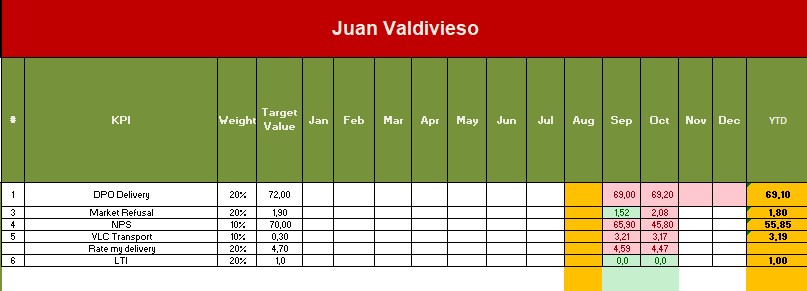 Juan Valdivieso
# KPI Weight Target Value Jan Feb Mar Apr May Jun Jul Aug Sep Oct Nov Dec YTD
1 DPO Delivery 20% 72,00 69,00 69,20 69,10
3 Market Refusal 20% 1,90 1,52 2,08 1,80
4 NPS 10% 70,00 65,90 45,80 55,85
5 VLC Transport 10% 0,30 3,21 3,17 3,19
Rate my delivery 20% 4,70 4,59 4,47
6 LTI 20% 1,0 0,0 0,0 1,00